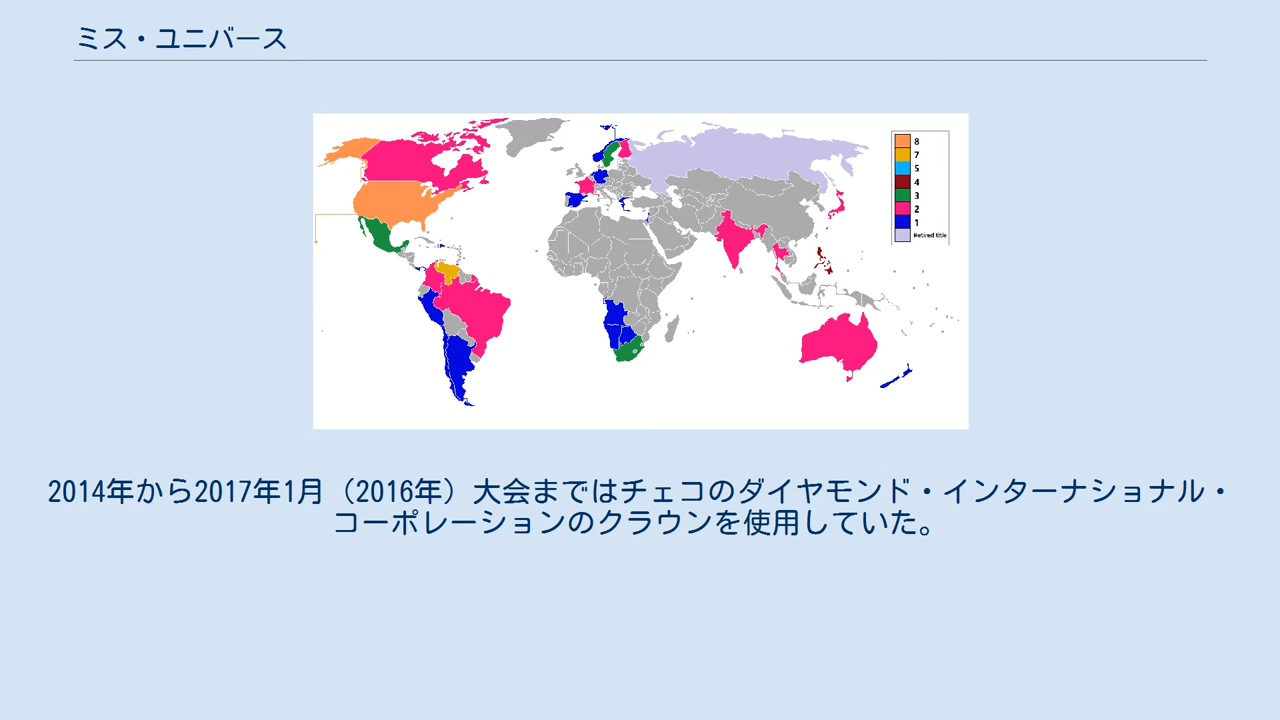 ミス・ユニバース
8
7
5
4
3
2
1
Retired title
2014年から2017年1月（2016年）大会まではチェコのダイヤモンド・インターナショナル・
コーポレーションのクラウンを使用していた。